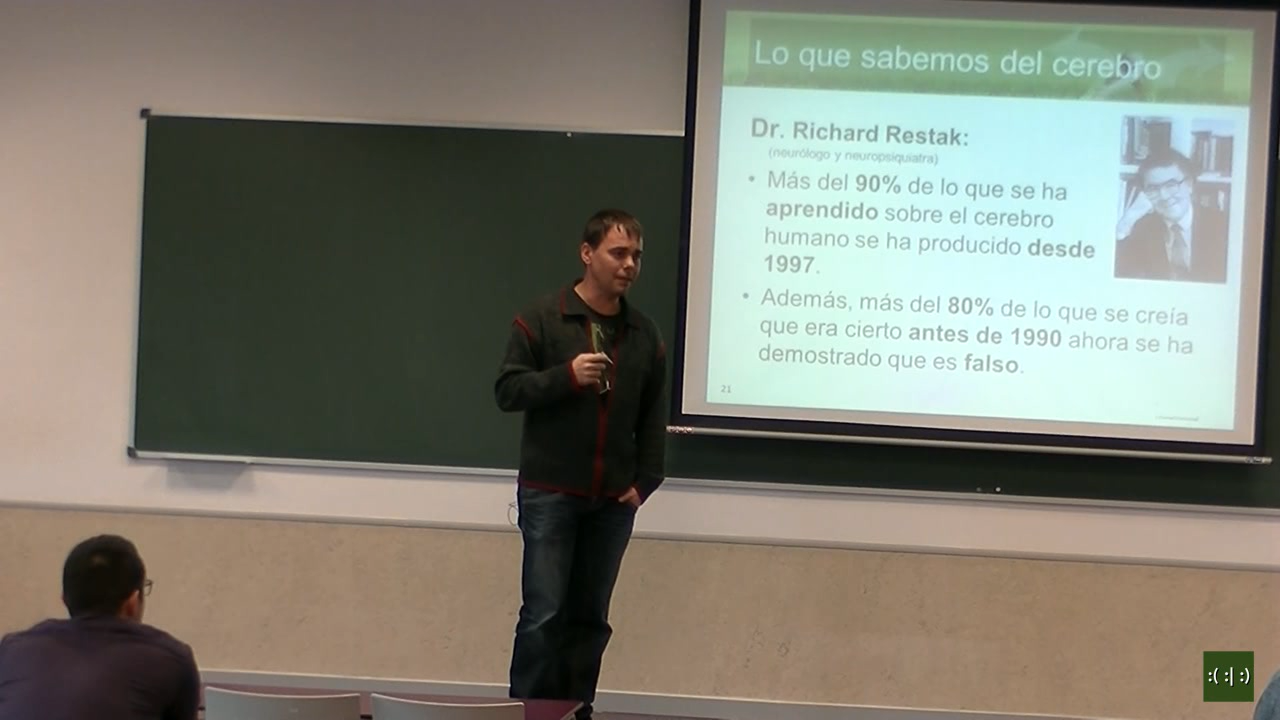 Lo que sabemos del cerebro
Dr. Richard Restak:
(neurólogo y neuropsiquiatra)
• Más del 90% de lo que se ha
aprendido sobre el cerebro
humano se ha producido desde
1997.
• Además, más del 80% de lo que se creía
que era cierto antes de 1990 ahora se ha
demostrado que es falso.
21
:( :| :)